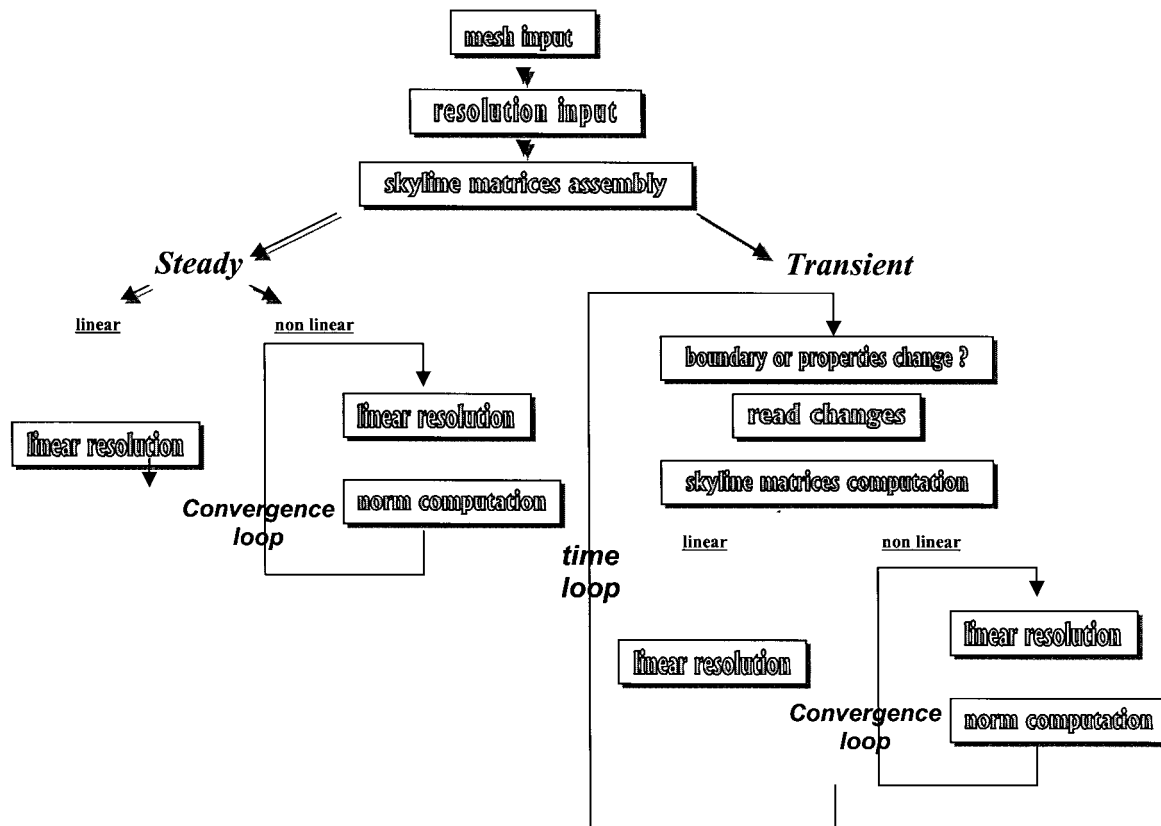 mesh input
resolution input
skyline matrices assembly
Steady
linear
non linear
linear resolution
linear resolution
Convergence
loop
norm computation
Transient
time
loop
boundary or properties change ?
read changes
skyline matrices computation
linear
non linear
linear resolution
linear resolution
Convergence
loop
norm computation